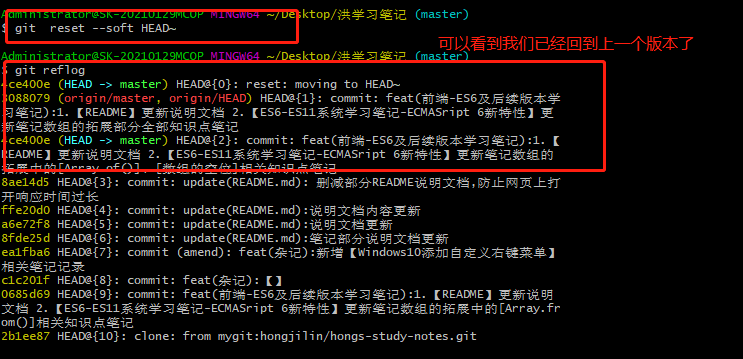 Administrator@SK-20210129MCOP MINGW64 ~/Desktop/洪学习笔记 (master)
$ git  reset --soft HEAD~
可以看到我们已经回到上一个版本了
Administrator@SK-20210129MCOP MINGW64 ~/Desktop/洪学习笔记 (master)
$ git reflog
4ce400e (HEAD -> master) HEAD@{0}: reset: moving to HEAD~
3088079 (origin/master, origin/HEAD) HEAD@{1}: commit: feat(前端-ES6及后续版本学
习笔记):1.【README】更新说明文档 2.【ES6-ES11系统学习笔记-ECMASript 6新特性】更
新笔记数组的拓展部分全部知识点笔记
4ce400e (HEAD -> master) HEAD@{2}: commit: feat(前端-ES6及后续版本学习笔记):1.【
README】更新说明文档 2.【ES6-ES11系统学习笔记-ECMASript 6新特性】更新笔记数组的
拓展中的[Array.of()]、[数组的空位]相关知识点笔记
8ae14d5 HEAD@{3}: commit: update(README.md): 删减部分README说明文档,防止网页上打
开响应时间过长
ffe20d0 HEAD@{4}: commit: update(README.md):说明文档内容更新
a6e72f8 HEAD@{5}: commit: update(README.md):说明文档更新
8fde25d HEAD@{6}: commit: update(README.md):笔记部分说明文档更新
ea1fba6 HEAD@{7}: commit (amend): feat(杂记):新增【Windows10添加自定义右键菜单】
相关笔记记录
c1c201f HEAD@{8}: commit: feat(杂记):【】
0685d69 HEAD@{9}: commit: feat(前端-ES6及后续版本学习笔记):1.【README】更新说明
文档 2.【ES6-ES11系统学习笔记-ECMASript 6新特性】更新笔记数组的拓展中的[Array.fr
om()]相关知识点笔记
2b1ee87 HEAD@{10}: clone: from mygit:hongjilin/hongs-study-notes.git